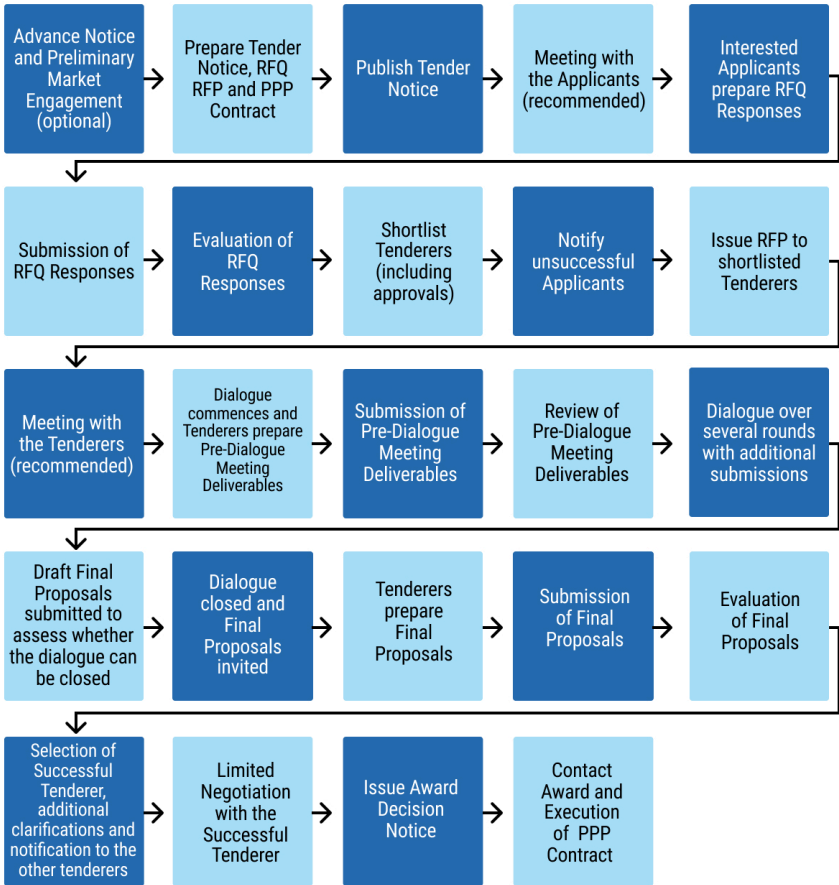 Advance Notice
and Preliminary
Market
Engagement
(optional)
Prepare Tender
Notice, RFQ
RFP and PPP
Contract
Publish Tender
Notice
Meeting with
the Applicants
(recommended)
Interested
Applicants
prepare RFQ
Responses
Submission of
RFQ Responses
Evaluation of
RFQ
Responses
Shortlist
Tenderers
(including
approvals)
Notify
unsuccessful
Applicants
Issue RFP to
shortlisted
Tenderers
Meeting with
the Tenderers
(recommended)
Dialogue
commences and
Tenderers prepare
Pre-Dialogue
Meeting
Deliverables
Submission of
Pre-Dialogue
Meeting
Deliverables
Review of
Pre-Dialogue
Meeting
Deliverables
Dialogue over
several rounds
with additional
submissions
Draft Final
Proposals
submitted to
assess whether
the dialogue can
be closed
Dialogue
closed and
Final
Proposals
invited
Tenderers
prepare
Final
Proposals
Submission
of Final
Proposals
Evaluation
of Final
Proposals
Selection of
Successful
Tenderer,
additional
clarifications and
notification to the
other tenderers
Limited
Negotiation
with the
Successful
Tenderer
Issue Award
Decision
Notice
Contact
Award and
Execution
of PPP
Contract